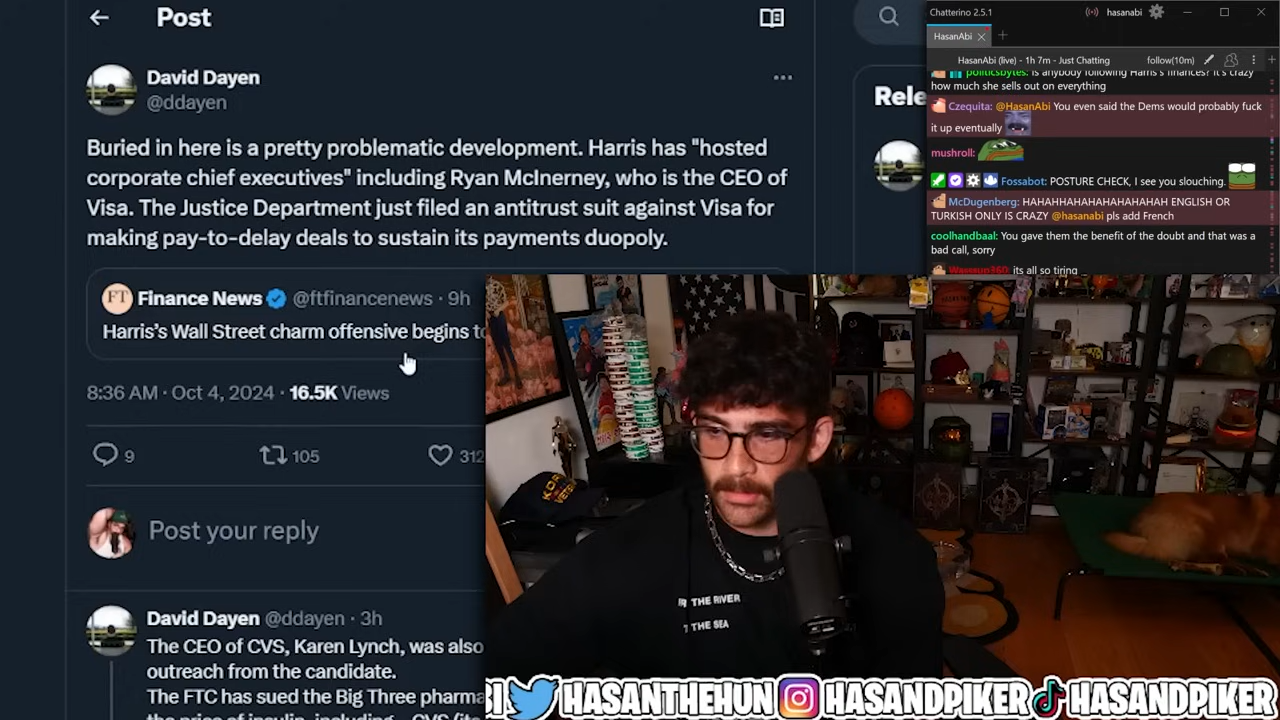 Post
David Dayen
@ddayen
Buried in here is a pretty problematic development. Harris has "hosted
corporate chief executives" including Ryan McInerney, who is the CEO of
Visa. The Justice Department just filed an antitrust suit against Visa for
making pay-to-delay deals to sustain its payments duopoly.
FT Finance News @ftfinancenews · 9h
Harris's Wall Street charm offensive begins to
8:36 AM · Oct 4, 2024 · 16.5K Views
9 105 312
Post your reply
David Dayen @ddayen · 3h
The CEO of CVS, Karen Lynch, was also
outreach from the candidate.
The FTC has sued the Big Three pharma
Rele
Chatterino 2.5.1 hasanabi
HasanAbi
HasanAbi (live) - 1h 7m - Just Chatting follow(10m)
politicsbytes: is anybody following Harris's finances? it's crazy
how much she sells out on everything
Czequita: @HasanAbi You even said the Dems would probably fuck
it up eventually
mushroll:
Fossabot: POSTURE CHECK, I see you slouching.
McDugenberg: HAHAHHAHAHAHAHAHAH ENGLISH OR
TURKISH ONLY IS CRAZY @hasanabi pls add French
coolhandbaal: You gave them the benefit of the doubt and that was a
bad call, sorry
its all so tiring
THE RIVER
THE SEA
HASANTHEHUN HASANDPIKER HASANDPIKER